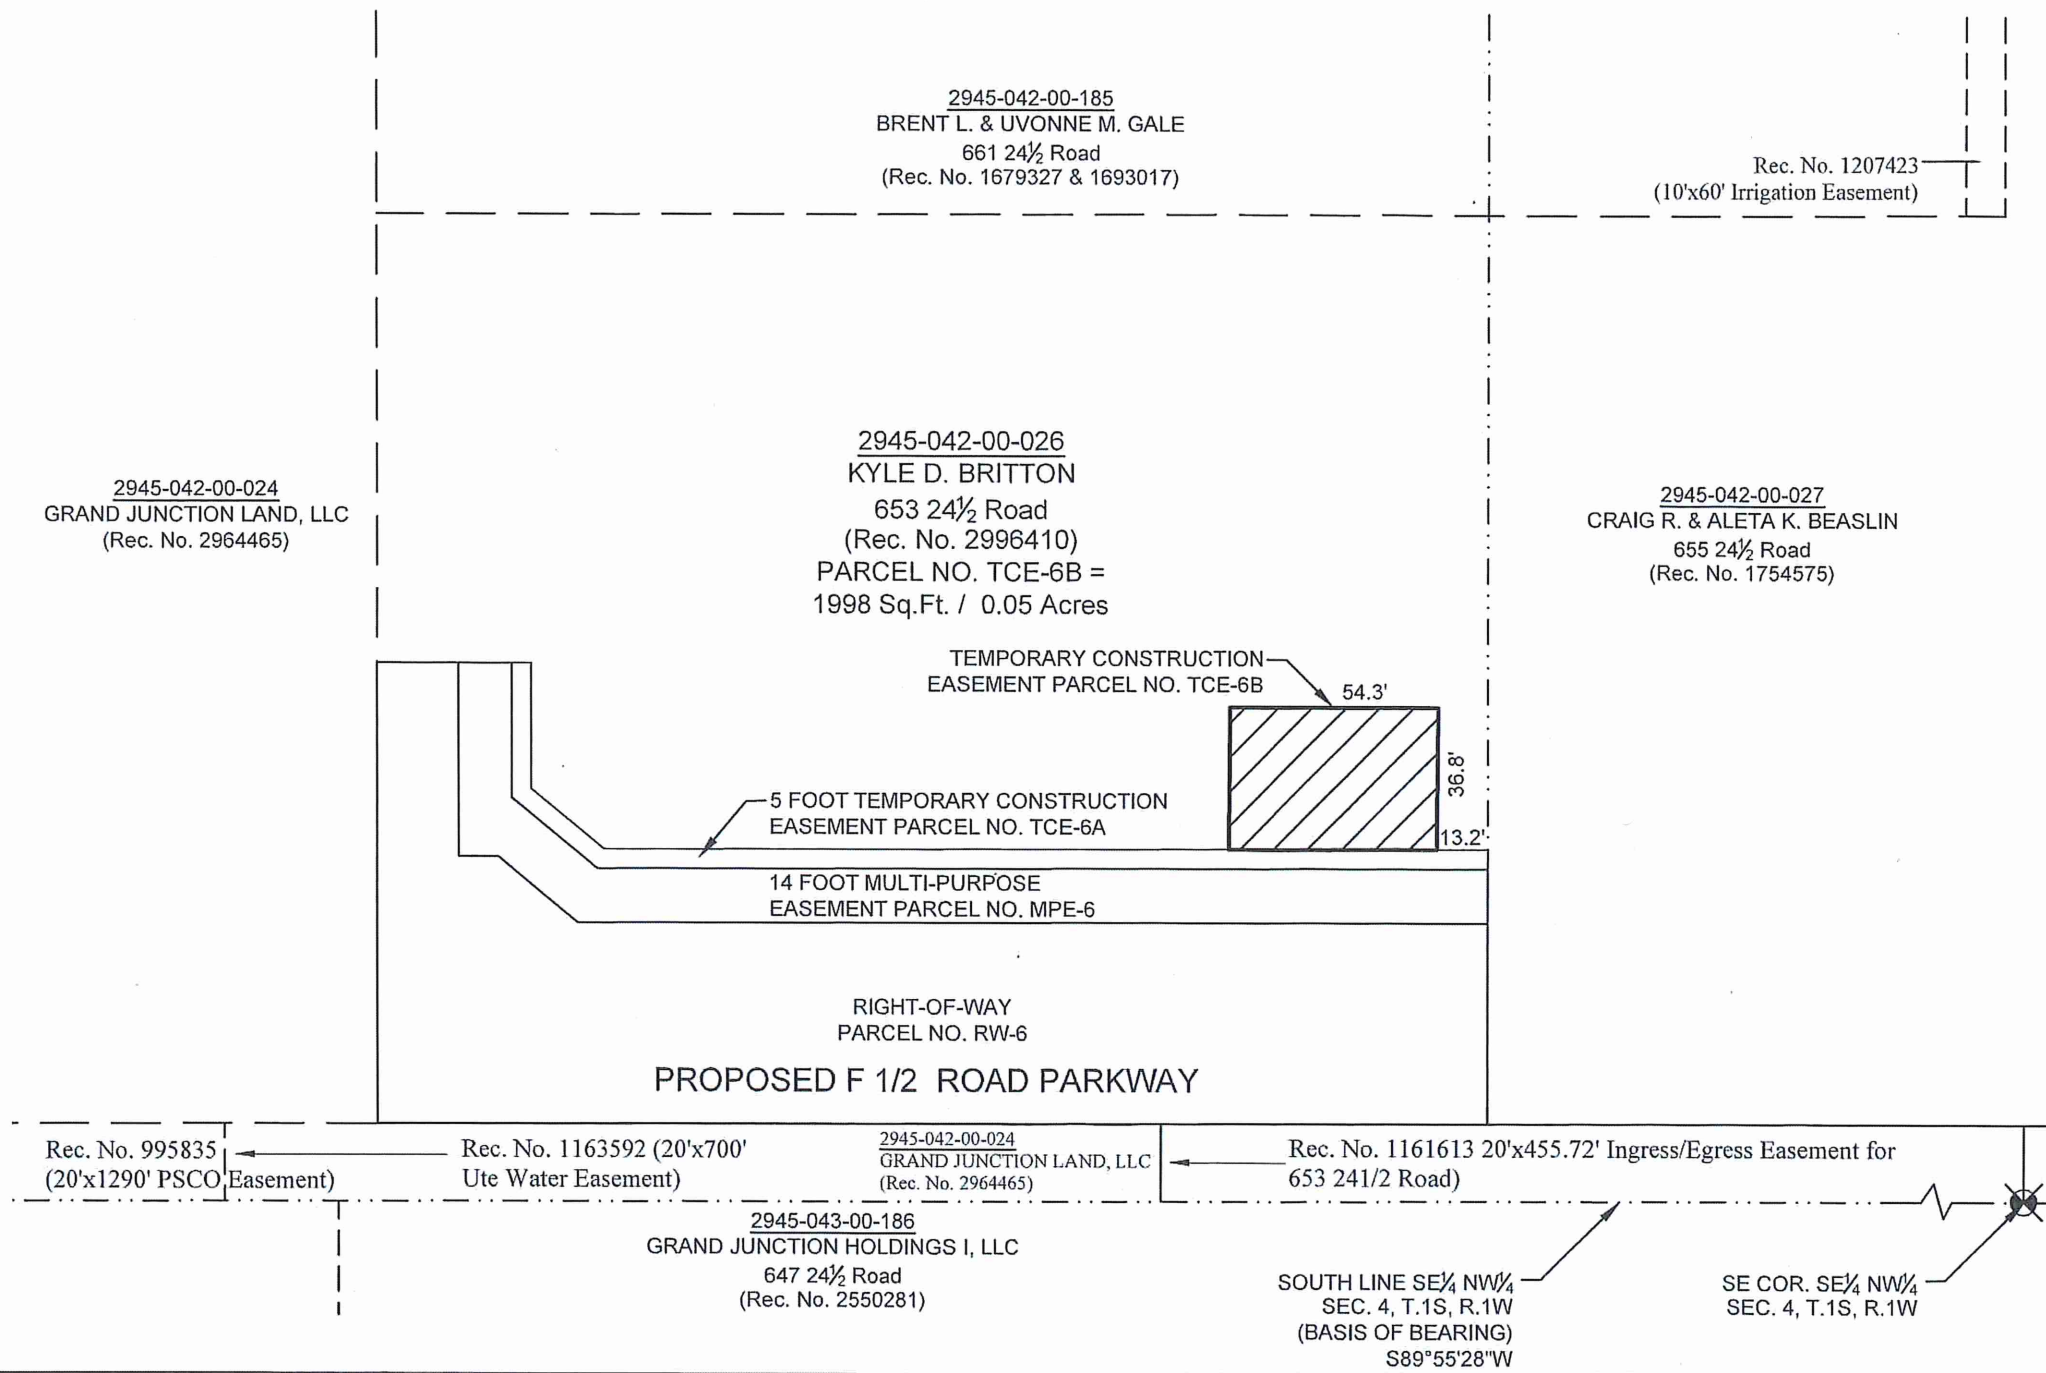 2945-042-00-185
BRENT L. & UVONNE M. GALE
661 24½ Road
(Rec. No. 1679327 & 1693017)
Rec. No. 1207423
(10'x60' Irrigation Easement)
2945-042-00-024
GRAND JUNCTION LAND, LLC
(Rec. No. 2964465)
2945-042-00-026
KYLE D. BRITTON
653 24½ Road
(Rec. No. 2996410)
PARCEL NO. TCE-6B =
1998 Sq.Ft. / 0.05 Acres
2945-042-00-027
CRAIG R. & ALETA K. BEASLIN
655 24½ Road
(Rec. No. 1754575)
TEMPORARY CONSTRUCTION
EASEMENT PARCEL NO. TCE-6B
54.3'
36.8'
13.2'
5 FOOT TEMPORARY CONSTRUCTION
EASEMENT PARCEL NO. TCE-6A
14 FOOT MULTI-PURPOSE
EASEMENT PARCEL NO. MPE-6
RIGHT-OF-WAY
PARCEL NO. RW-6
PROPOSED F 1/2 ROAD PARKWAY
Rec. No. 995835
(20'x1290' PSCO Easement)
Rec. No. 1163592 (20'x700'
Ute Water Easement)
2945-042-00-024
GRAND JUNCTION LAND, LLC
(Rec. No. 2964465)
Rec. No. 1161613 20'x455.72' Ingress/Egress Easement for
653 241/2 Road)
2945-043-00-186
GRAND JUNCTION HOLDINGS I, LLC
647 24½ Road
(Rec. No. 2550281)
SOUTH LINE SE¼ NW¼
SEC. 4, T.1S, R.1W
(BASIS OF BEARING)
S89°55'28"W
SE COR. SE¼ NW¼
SEC. 4, T.1S, R.1W